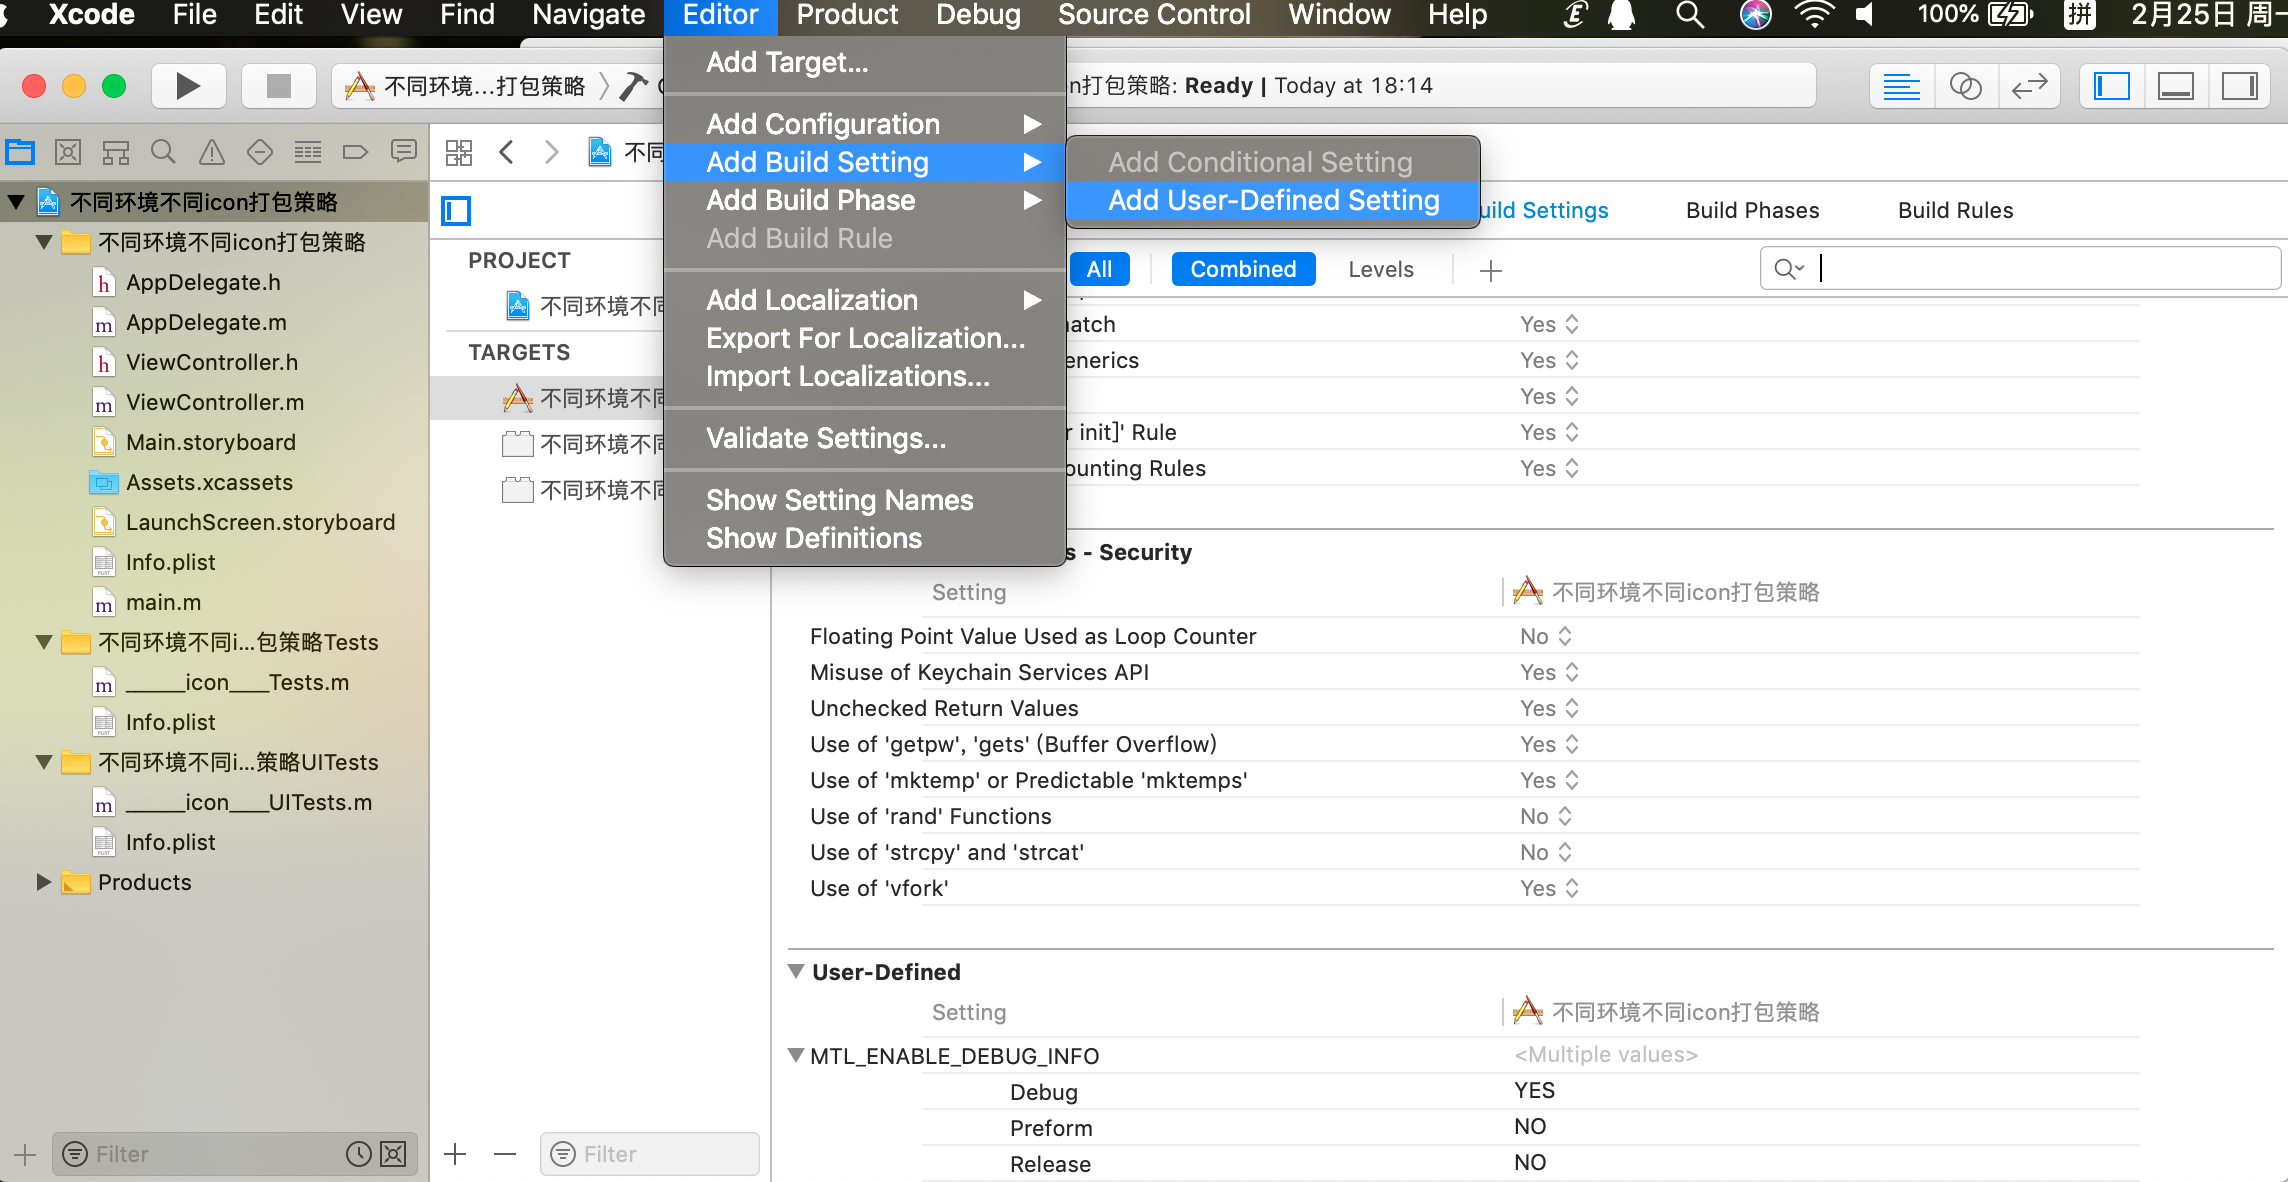 Xcode File Edit View Find Navigate Editor Product Debug Source Control Window Help 100% 拼 2月25日 周一
不同环境...打包策略
n打包策略: Ready | Today at 18:14
不同环境不同icon打包策略
不同环境不同icon打包策略
AppDelegate.h
AppDelegate.m
ViewController.h
ViewController.m
Main.storyboard
Assets.xcassets
LaunchScreen.storyboard
Info.plist
main.m
不同环境不同i...包策略Tests
______icon____Tests.m
Info.plist
不同环境不同i...策略UITests
______icon____UITests.m
Info.plist
Products
Filter
不同
PROJECT
不同环境不同
TARGETS
不同环境不同
不同环境不同
不同环境不同
Filter
Add Target...
Add Configuration
Add Build Setting
Add Build Phase
Add Build Rule
Add Localization
Export For Localization...
Import Localizations...
Validate Settings...
Show Setting Names
Show Definitions
Add Conditional Setting
Add User-Defined Setting
uild Settings Build Phases Build Rules
All Combined Levels
atch Yes
enerics Yes
Yes
r init]' Rule Yes
ounting Rules Yes
s - Security
Setting 不同环境不同icon打包策略
Floating Point Value Used as Loop Counter No
Misuse of Keychain Services API Yes
Unchecked Return Values Yes
Use of 'getpw', 'gets' (Buffer Overflow) Yes
Use of 'mktemp' or Predictable 'mktemps' Yes
Use of 'rand' Functions No
Use of 'strcpy' and 'strcat' No
Use of 'vfork' Yes
User-Defined
Setting 不同环境不同icon打包策略
MTL_ENABLE_DEBUG_INFO <Multiple values>
Debug YES
Preform NO
Release NO